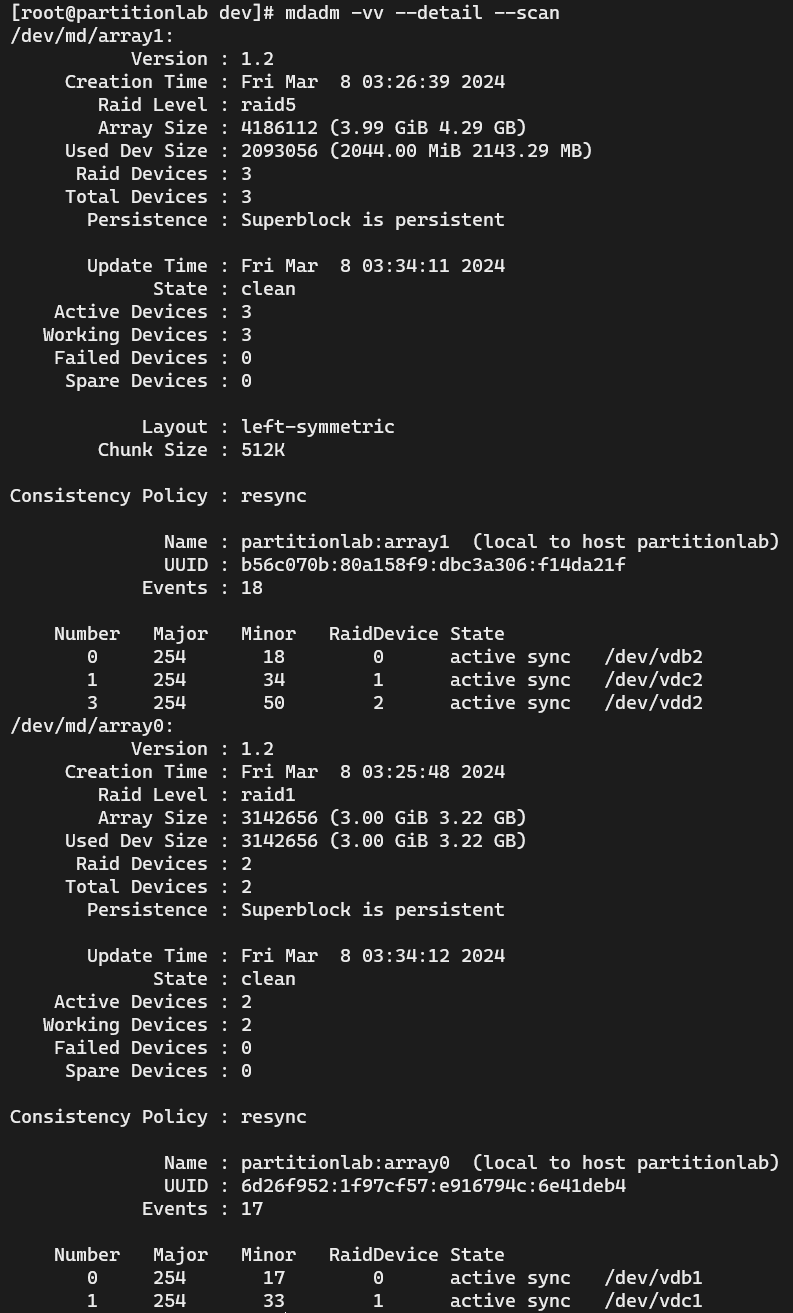 [root@partitionlab dev]# mdadm -vv --detail --scan
/dev/md/array1:
Version : 1.2
Creation Time : Fri Mar  8 03:26:39 2024
Raid Level : raid5
Array Size : 4186112 (3.99 GiB 4.29 GB)
Used Dev Size : 2093056 (2044.00 MiB 2143.29 MB)
Raid Devices : 3
Total Devices : 3
Persistence : Superblock is persistent
Update Time : Fri Mar  8 03:34:11 2024
State : clean
Active Devices : 3
Working Devices : 3
Failed Devices : 0
Spare Devices : 0
Layout : left-symmetric
Chunk Size : 512K
Consistency Policy : resync
Name : partitionlab:array1  (local to host partitionlab)
UUID : b56c070b:80a158f9:dbc3a306:f14da21f
Events : 18
Number   Major   Minor   RaidDevice State
0     254       18        0      active sync   /dev/vdb2
1     254       34        1      active sync   /dev/vdc2
3     254       50        2      active sync   /dev/vdd2
/dev/md/array0:
Version : 1.2
Creation Time : Fri Mar  8 03:25:48 2024
Raid Level : raid1
Array Size : 3142656 (3.00 GiB 3.22 GB)
Used Dev Size : 3142656 (3.00 GiB 3.22 GB)
Raid Devices : 2
Total Devices : 2
Persistence : Superblock is persistent
Update Time : Fri Mar  8 03:34:12 2024
State : clean
Active Devices : 2
Working Devices : 2
Failed Devices : 0
Spare Devices : 0
Consistency Policy : resync
Name : partitionlab:array0  (local to host partitionlab)
UUID : 6d26f952:1f97cf57:e916794c:6e41deb4
Events : 17
Number   Major   Minor   RaidDevice State
0     254       17        0      active sync   /dev/vdb1
1     254       33        1      active sync   /dev/vdc1